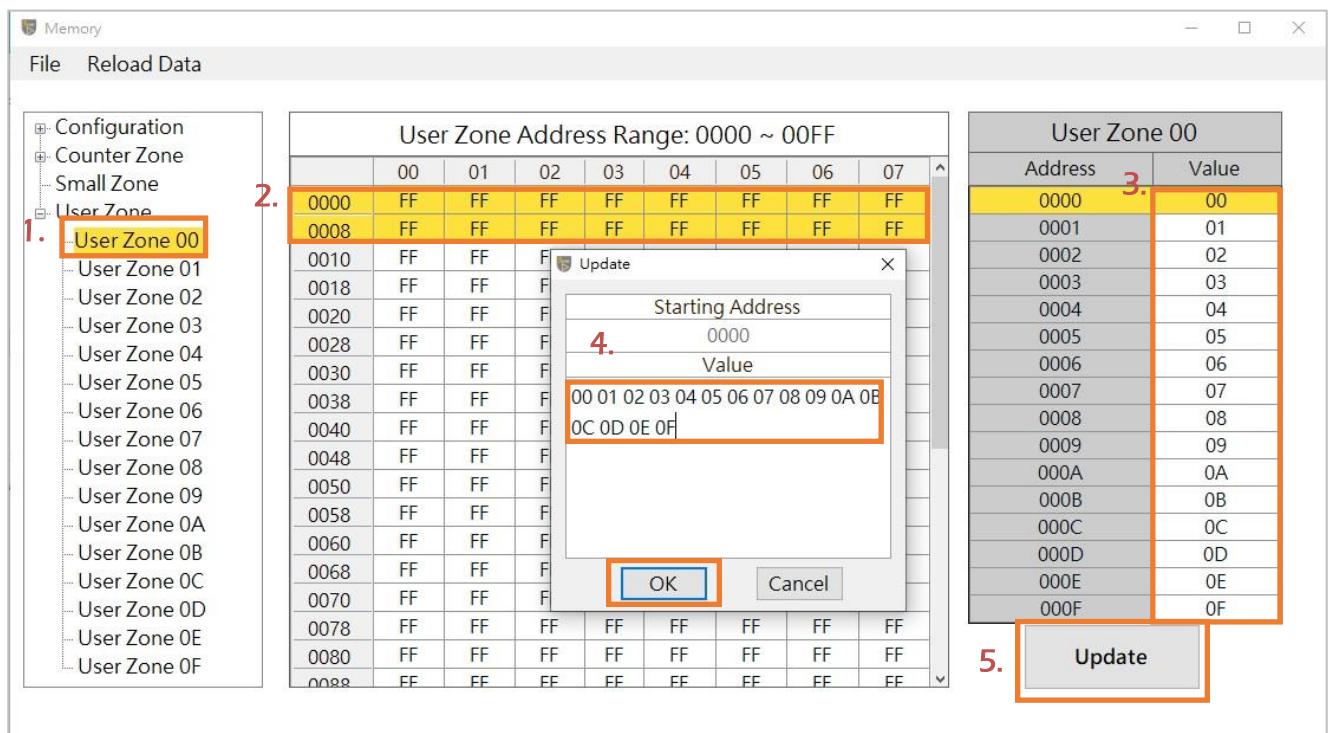 Memory
File Reload Data
Configuration
Counter Zone
Small Zone
User Zone
1. User Zone 00
User Zone 01
User Zone 02
User Zone 03
User Zone 04
User Zone 05
User Zone 06
User Zone 07
User Zone 08
User Zone 09
User Zone 0A
User Zone 0B
User Zone 0C
User Zone 0D
User Zone 0E
User Zone 0F
User Zone Address Range: 0000 ~ 00FF
00 01 02 03 04 05 06 07
2. 0000 FF FF FF FF FF FF FF FF
0008 FF FF FF FF FF FF FF FF
0010 FF FF F
0018 FF FF F
0020 FF FF F
0028 FF FF F
0030 FF FF F
0038 FF FF F
0040 FF FF F
0048 FF FF F
0050 FF FF F
0058 FF FF F
0060 FF FF F
0068 FF FF F
0070 FF FF F
0078 FF FF FF FF FF FF FF FF
0080 FF FF FF FF FF FF FF FF
0088 FF FF FF FF FF FF FF FF
Update
Starting Address
0000
4.
Value
00 01 02 03 04 05 06 07 08 09 0A 0B
0C 0D 0E 0F
OK Cancel
User Zone 00
Address Value
3.
0000 00
0001 01
0002 02
0003 03
0004 04
0005 05
0006 06
0007 07
0008 08
0009 09
000A 0A
000B 0B
000C 0C
000D 0D
000E 0E
000F 0F
5. Update